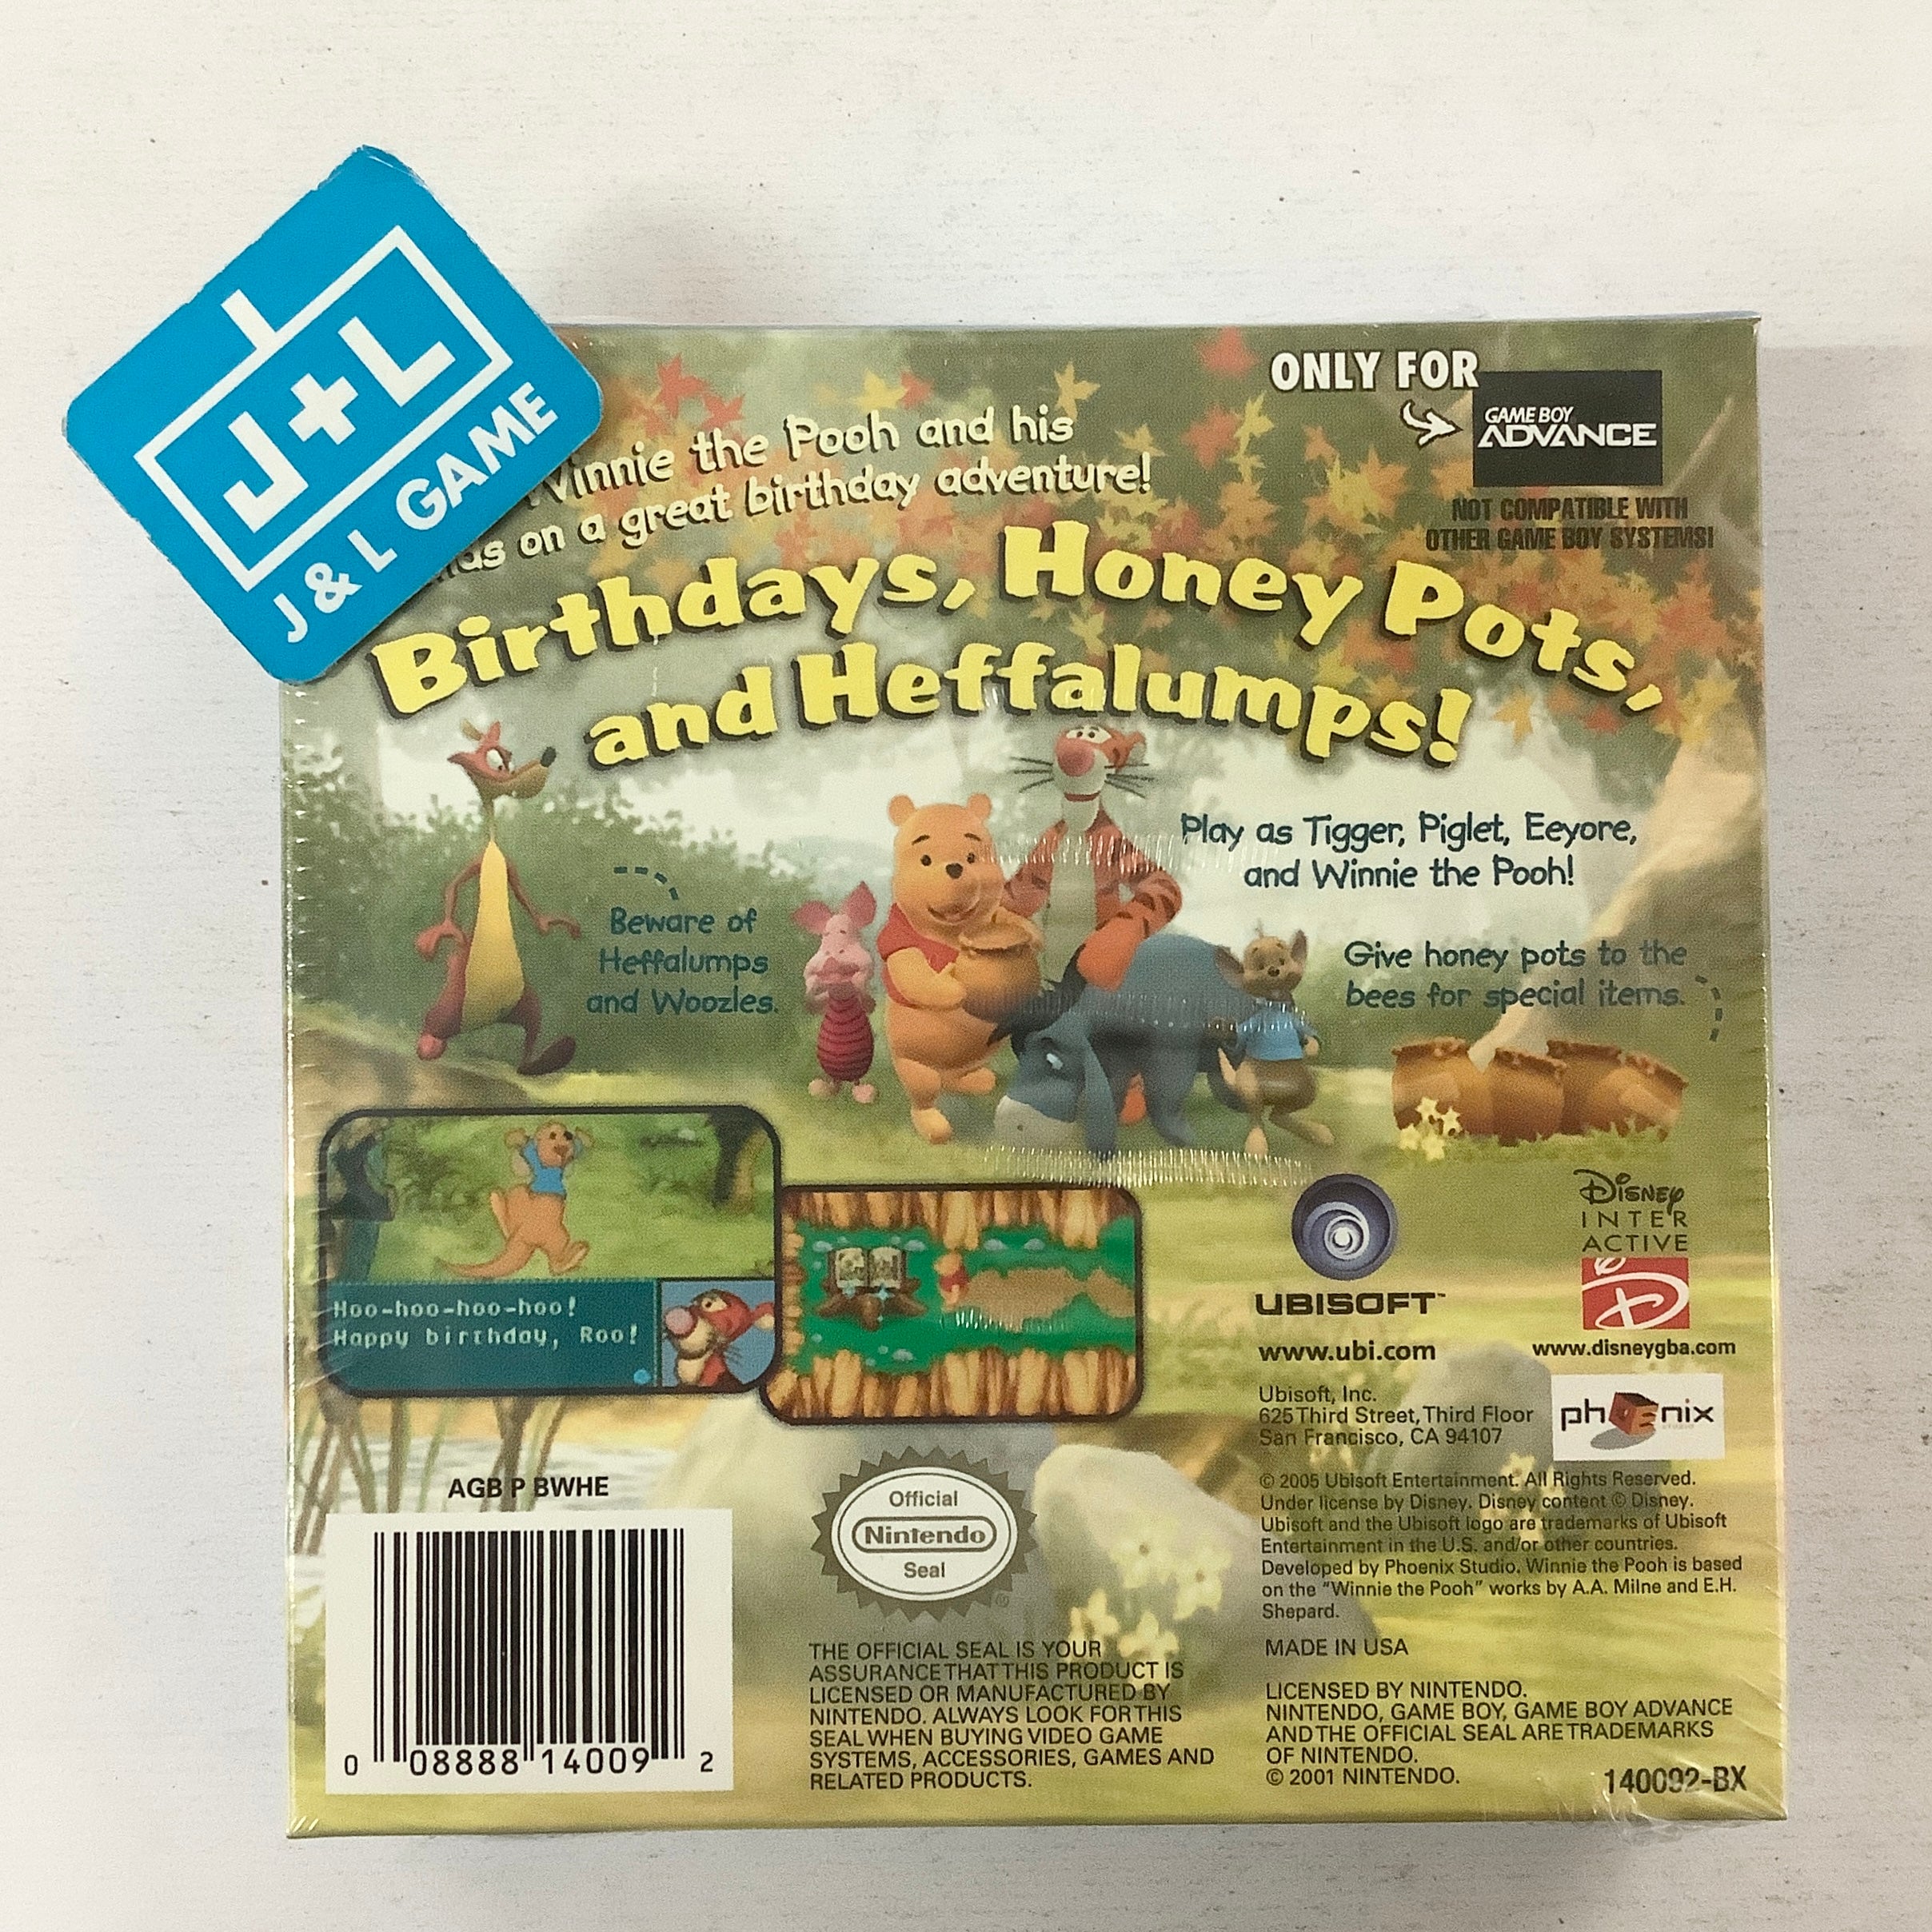 J+L
J & L GAME
ONLY FOR
GAME BOY
ADVANCE
NOT COMPATIBLE WITH
OTHER GAME BOY SYSTEMS!
Winnie the Pooh and his
on a great birthday adventure!
Birthdays, Honey Pots,
and Heffalumps!
Play as Tigger, Piglet, Eeyore,
and Winnie the Pooh!
Beware of
Heffalumps
and Woozles.
Give honey pots to the
bees for special items.
Hoo-hoo-hoo-hoo!
Happy birthday, Roo!
UBISOFT™
www.ubi.com
DISNEY
INTER
ACTIVE
D
www.disneygba.com
Ubisoft, Inc.
625 Third Street, Third Floor
San Francisco, CA 94107
phoenix
© 2005 Ubisoft Entertainment. All Rights Reserved.
Under license by Disney. Disney content © Disney.
Ubisoft and the Ubisoft logo are trademarks of Ubisoft
Entertainment in the U.S. and/or other countries.
Developed by Phoenix Studio. Winnie the Pooh is based
on the "Winnie the Pooh" works by A.A. Milne and E.H.
Shepard.
MADE IN USA
LICENSED BY NINTENDO.
NINTENDO, GAME BOY, GAME BOY ADVANCE
AND THE OFFICIAL SEAL ARE TRADEMARKS
OF NINTENDO.
© 2001 NINTENDO.
140092-BX
AGB P BWHE
0 08888 14009 2
Official
Nintendo
Seal
®
THE OFFICIAL SEAL IS YOUR
ASSURANCE THAT THIS PRODUCT IS
LICENSED OR MANUFACTURED BY
NINTENDO. ALWAYS LOOK FOR THIS
SEAL WHEN BUYING VIDEO GAME
SYSTEMS, ACCESSORIES, GAMES AND
RELATED PRODUCTS.